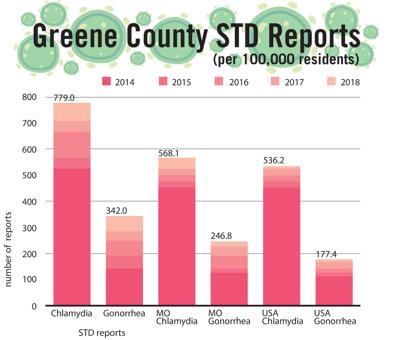 Greene County STD Reports
(per 100,000 residents)
2014 2015 2016 2017 2018
number of reports
800
700
600
500
400
300
200
100
0
779.0
342.0
568.1
246.8
536.2
177.4
Chlamydia
Gonorrhea
MO
Chlamydia
MO
Gonorrhea
USA
Chlamydia
USA
Gonorrhea
STD reports